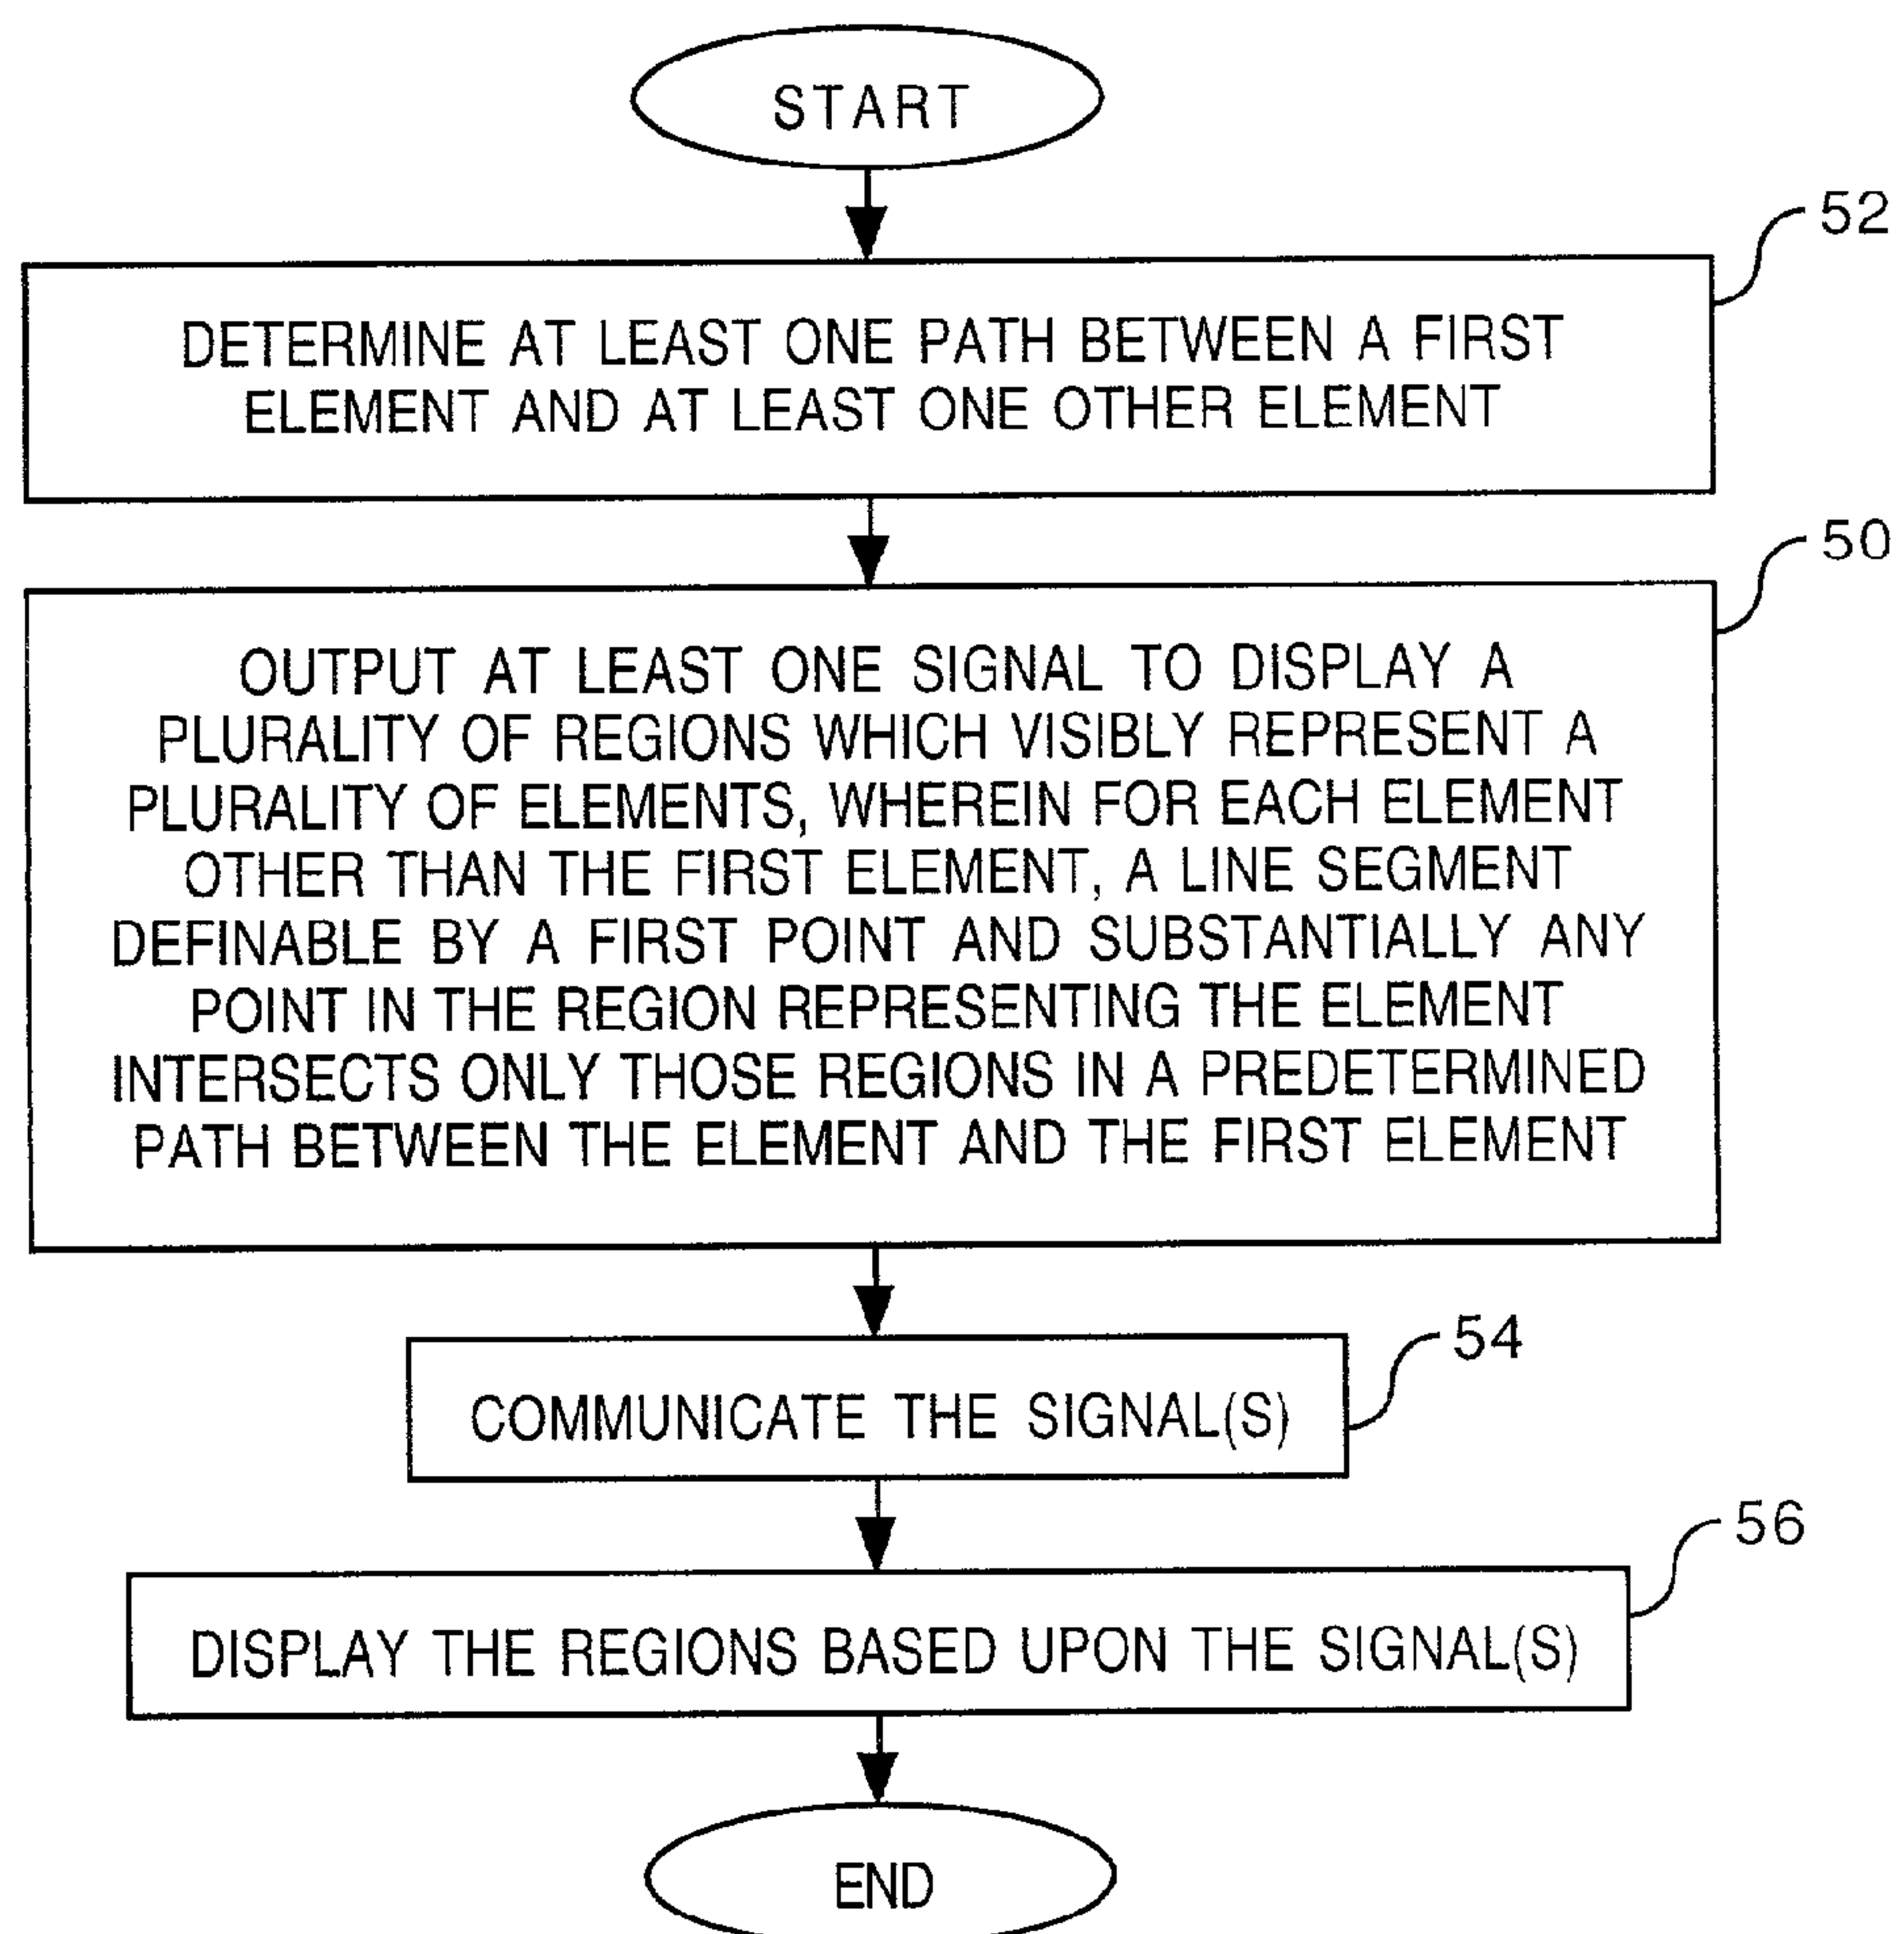 START
52
DETERMINE AT LEAST ONE PATH BETWEEN A FIRST
ELEMENT AND AT LEAST ONE OTHER ELEMENT
50
OUTPUT AT LEAST ONE SIGNAL TO DISPLAY A
PLURALITY OF REGIONS WHICH VISIBLY REPRESENT A
PLURALITY OF ELEMENTS, WHEREIN FOR EACH ELEMENT
OTHER THAN THE FIRST ELEMENT, A LINE SEGMENT
DEFINABLE BY A FIRST POINT AND SUBSTANTIALLY ANY
POINT IN THE REGION REPRESENTING THE ELEMENT
INTERSECTS ONLY THOSE REGIONS IN A PREDETERMINED
PATH BETWEEN THE ELEMENT AND THE FIRST ELEMENT
54
COMMUNICATE THE SIGNAL(S)
56
DISPLAY THE REGIONS BASED UPON THE SIGNAL(S)
END